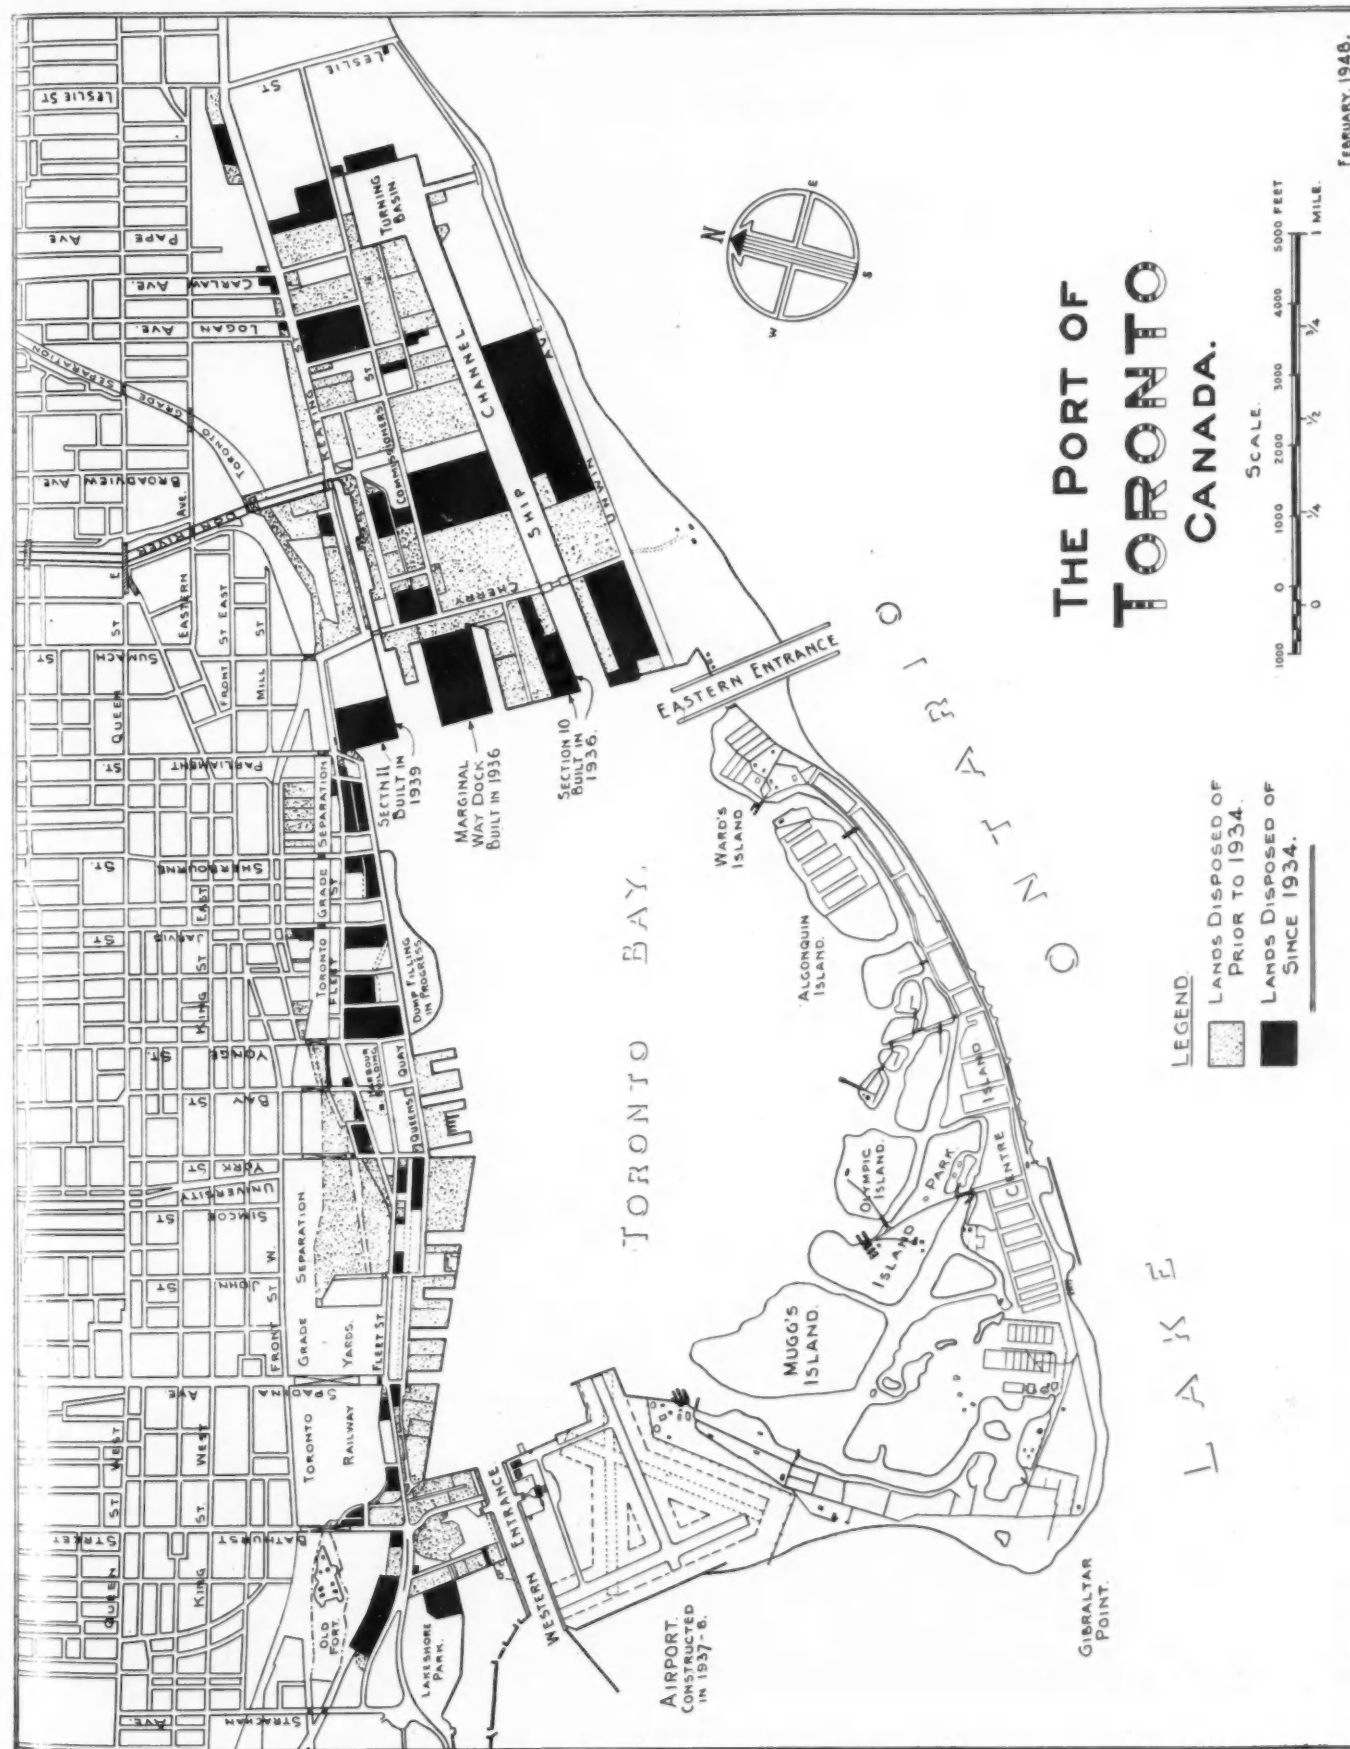 THE PORT OF
TORONTO
CANADA.
SCALE.
1000 0 1000 2000 3000 4000 5000 FEET
0 1/4 1/2 3/4 1 MILE.
FEBRUARY, 1948.
LEGEND.
LANDS DISPOSED OF
PRIOR TO 1934.
LANDS DISPOSED OF
SINCE 1934.
N
E
S
W
LAKE ONTARIO
TORONTO BAY.
EASTERN ENTRANCE
WESTERN ENTRANCE
SHIP CHANNEL
TURNING
BASIN.
SECTN 11
BUILT IN
1939
MARGINAL
WAY DOCK
BUILT IN 1936
SECTION 10
BUILT IN
1936.
WARD'S
ISLAND
ALGONQUIN
ISLAND.
OLYMPIC
ISLAND.
MUGG'S
ISLAND.
CENTRE ISLAND
ISLAND PARK
GIBRALTAR
POINT.
AIRPORT.
CONSTRUCTED
IN 1937-8.
LAKESHORE
PARK.
OLD
FORT.
DUMP FILLING
IN PROGRESS.
HARBOUR
BUILDING.
QUEENS QUAY
FLEET ST
FLEET ST
TORONTO GRADE SEPARATION
TORONTO GRADE SEPARATION
TORONTO GRADE SEPARATION
RAILWAY YARDS.
STRACHAN AVE.
BATHURST STREET
SPADINA AVE
JOHN ST
SIMCOE ST
UNIVERSITY
YORK ST
BAY ST
YONGE ST.
JARVIS ST
SHERBOURNE ST.
PARLIAMENT ST.
SUMACH ST
DON RIVER
BROADVIEW AVE
LOGAN AVE.
CARLAW AVE.
PAPE AVE
LESLIE ST
LESLIE ST.
QUEEN ST WEST
KING ST. WEST
FRONT ST W.
KING ST EAST
QUEEN ST E
EASTERN AVE.
FRONT ST EAST
MILL ST
KEATING ST
COMMISSIONERS ST
CHERRY
UNWIN AVE